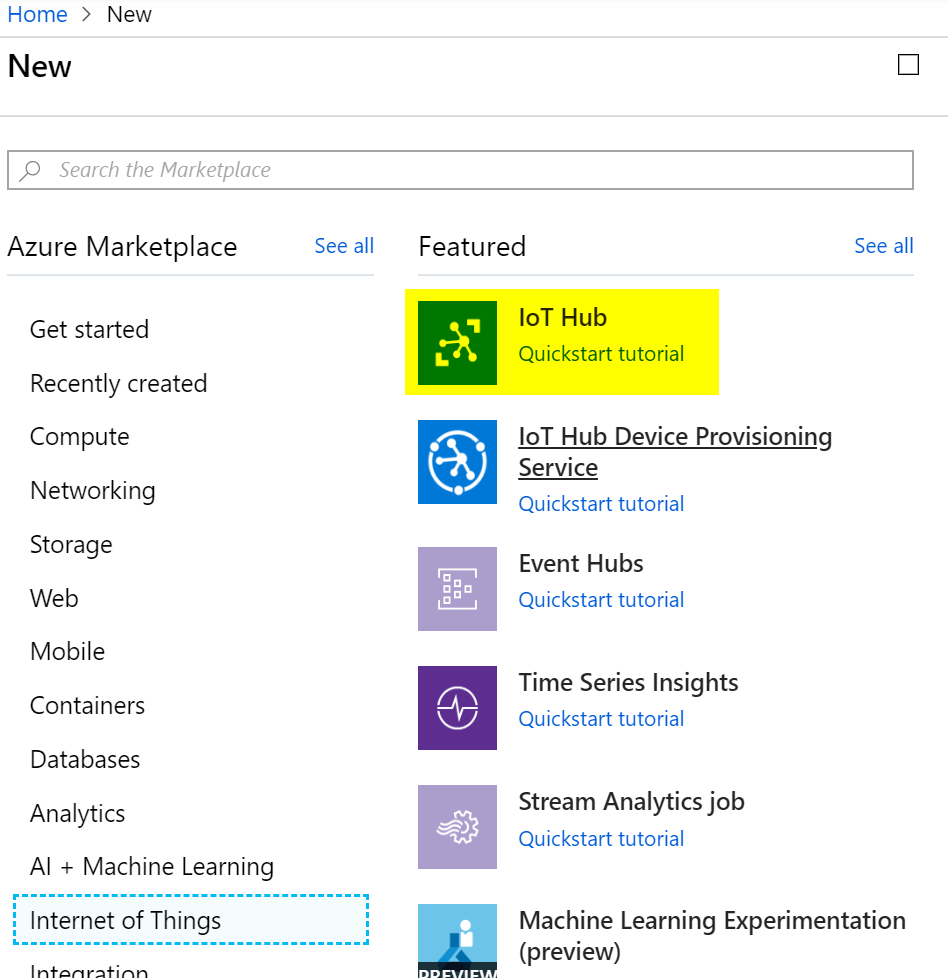 Home > New
New
Search the Marketplace
Azure Marketplace
See all
Get started
Recently created
Compute
Networking
Storage
Web
Mobile
Containers
Databases
Analytics
AI + Machine Learning
Internet of Things
Integration
Featured
See all
IoT Hub
Quickstart tutorial
IoT Hub Device Provisioning
Service
Quickstart tutorial
Event Hubs
Quickstart tutorial
Time Series Insights
Quickstart tutorial
Stream Analytics job
Quickstart tutorial
PREVIEW
Machine Learning Experimentation
(preview)